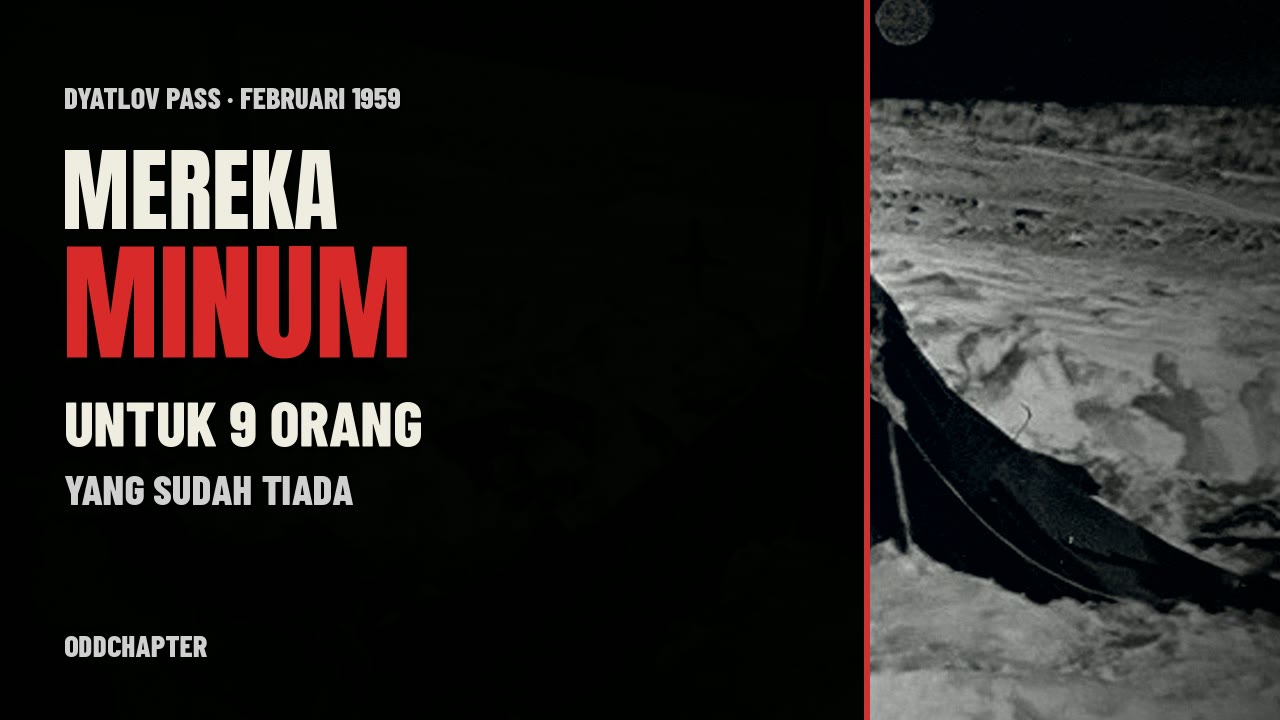 DYATLOV PASS · FEBRUARI 1959
MEREKA
MINUM
UNTUK 9 ORANG
YANG SUDAH TIADA
ODDCHAPTER